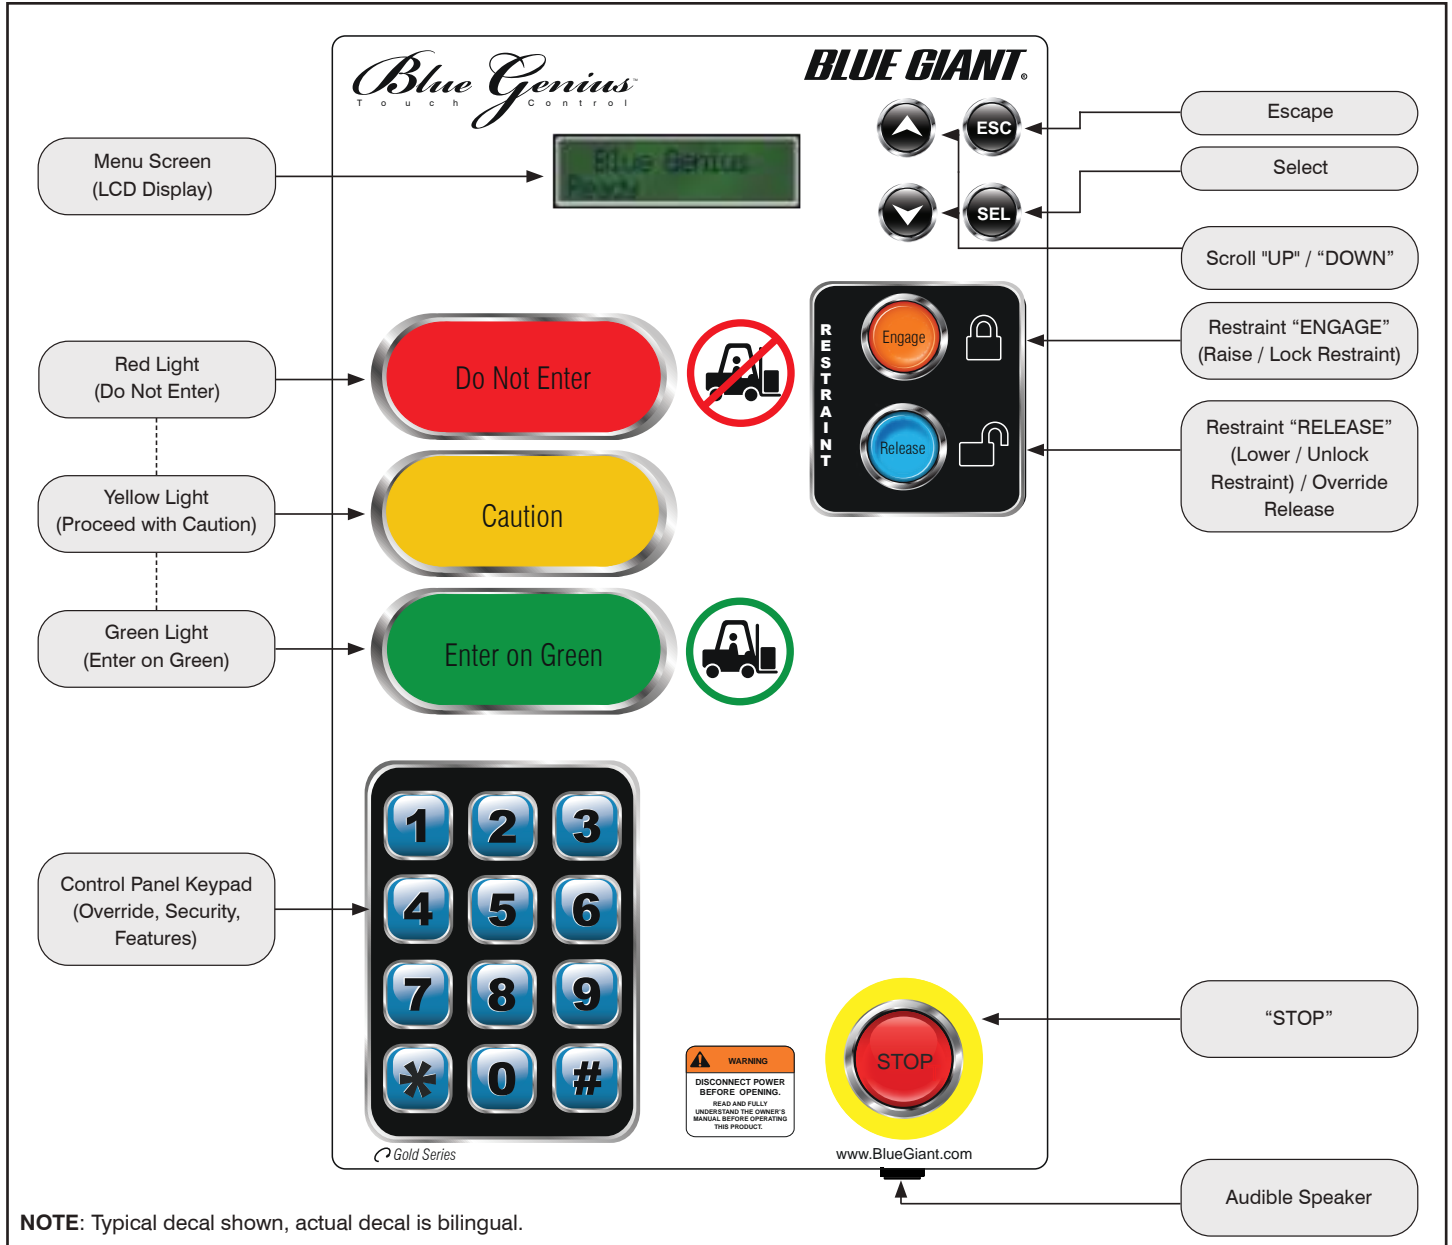 Blue Genius™
Touch Control
BLUE GIANT®
ESC
SEL
Blue Genius
Ready
Menu Screen
(LCD Display)
Escape
Select
Scroll "UP" / “DOWN”
RESTRAINT
Engage
Release
Restraint “ENGAGE”
(Raise / Lock Restraint)
Restraint “RELEASE”
(Lower / Unlock
Restraint) / Override
Release
Red Light
(Do Not Enter)
Do Not Enter
Yellow Light
(Proceed with Caution)
Caution
Green Light
(Enter on Green)
Enter on Green
Control Panel Keypad
(Override, Security,
Features)
1 2 3
4 5 6
7 8 9
* 0 #
Gold Series
WARNING
DISCONNECT POWER
BEFORE OPENING.
READ AND FULLY
UNDERSTAND THE OWNER'S
MANUAL BEFORE OPERATING
THIS PRODUCT.
STOP
“STOP”
www.BlueGiant.com
Audible Speaker
NOTE: Typical decal shown, actual decal is bilingual.